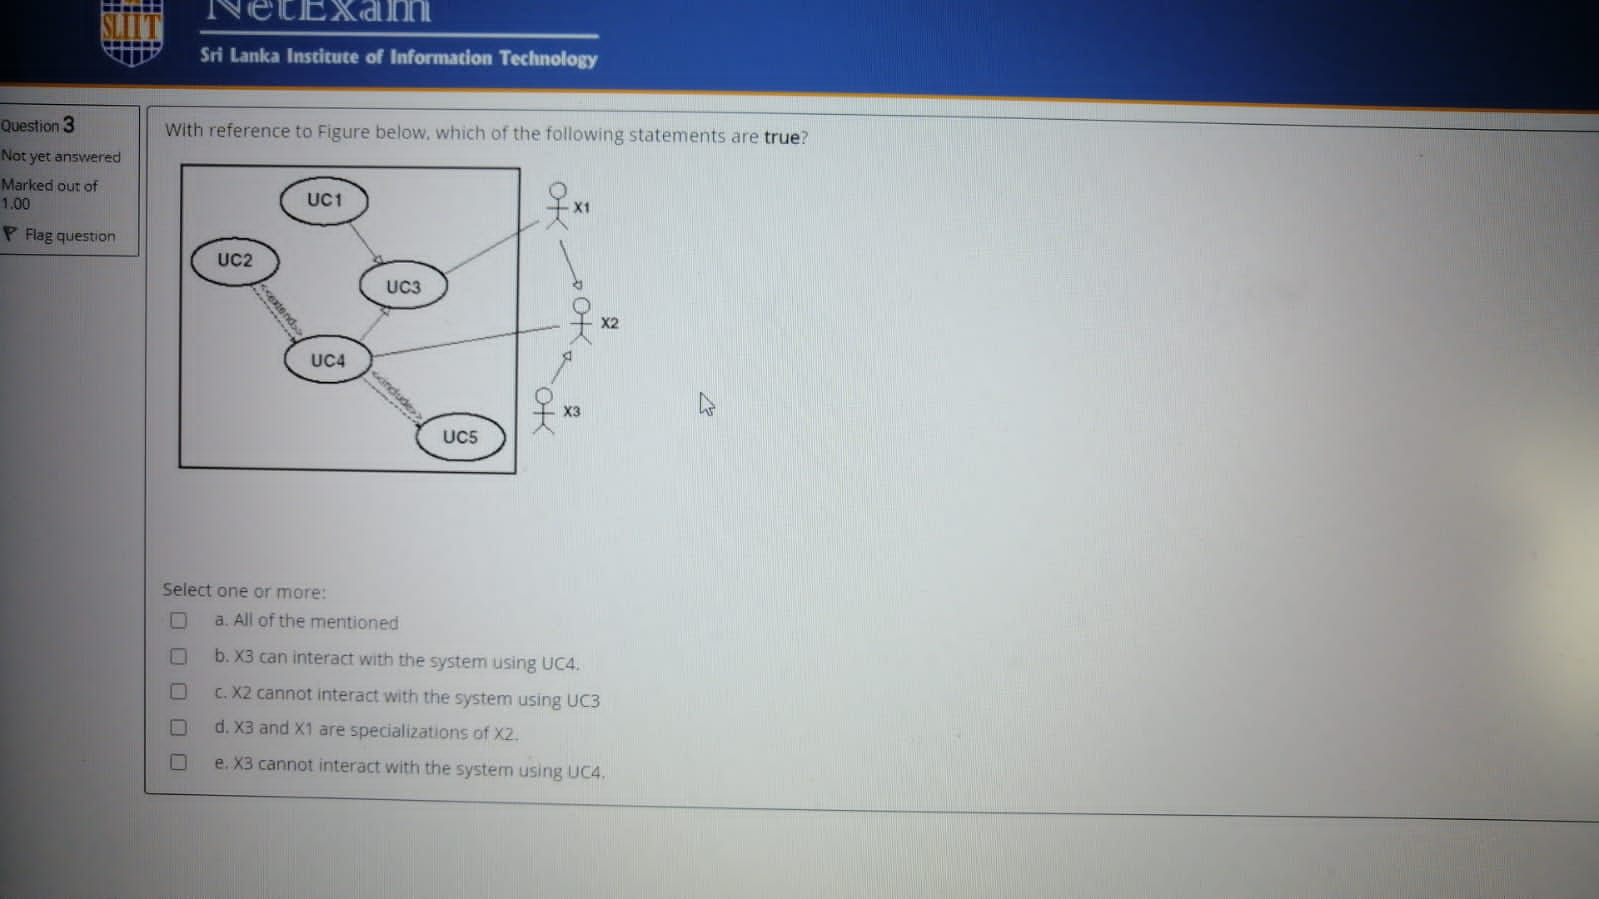 SLIIT
NetExam
Sri Lanka Institute of Information Technology
Question 3
Not yet answered
Marked out of
1.00
Flag question
With reference to Figure below, which of the following statements are true?
UC1
X1
UC2
UC3
<<extend>>
X2
UC4
<<include>>
X3
UC5
Select one or more:
a. All of the mentioned
b. X3 can interact with the system using UC4.
c. X2 cannot interact with the system using UC3
d. X3 and X1 are specializations of X2.
e. X3 cannot interact with the system using UC4.